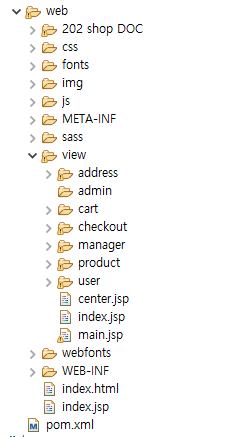 web
202 shop DOC
css
fonts
img
js
META-INF
sass
view
address
admin
cart
checkout
manager
product
user
center.jsp
index.jsp
main.jsp
webfonts
WEB-INF
index.html
index.jsp
pom.xml